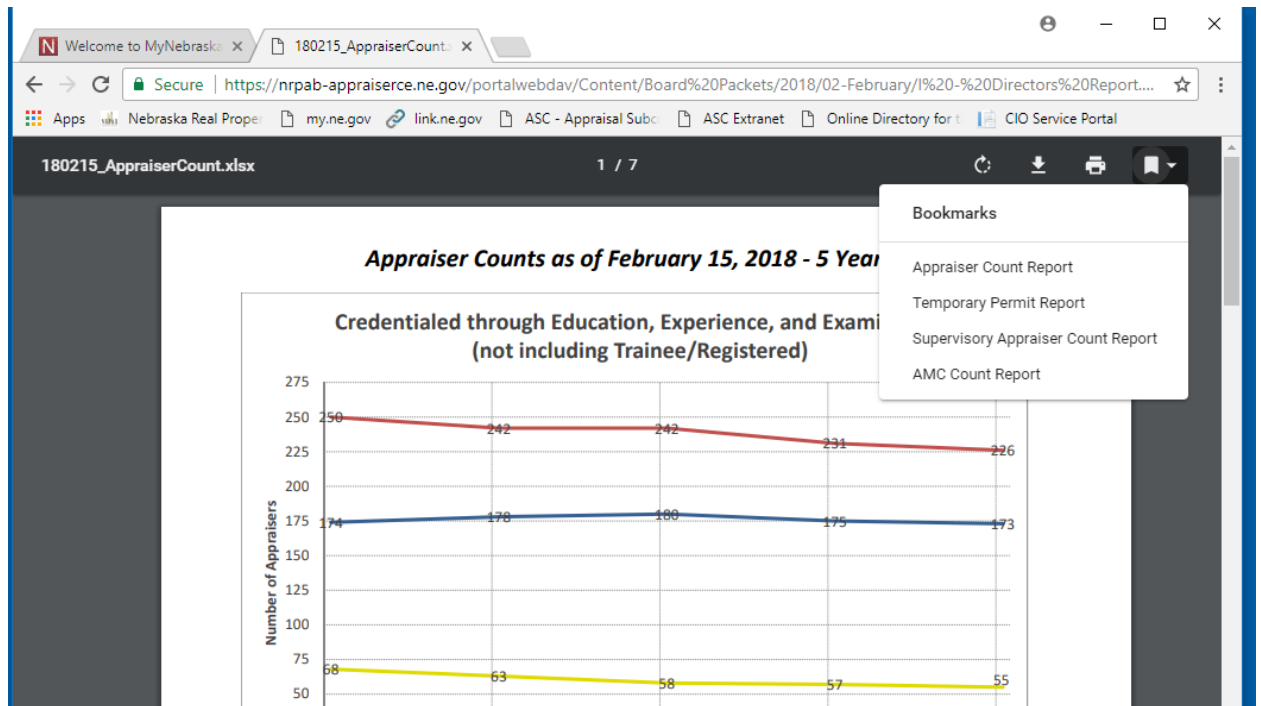 Welcome to MyNebraska
180215_AppraiserCount.
Secure | https://nrpab-appraiserce.ne.gov/portalwebdav/Content/Board%20Packets/2018/02-February/I%20-%20Directors%20Report....
Apps Nebraska Real Proper my.ne.gov link.ne.gov ASC - Appraisal Subc ASC Extranet Online Directory for t CIO Service Portal
180215_AppraiserCount.xlsx 1 / 7
Bookmarks
Appraiser Count Report
Temporary Permit Report
Supervisory Appraiser Count Report
AMC Count Report
Appraiser Counts as of February 15, 2018 - 5 Year
Credentialed through Education, Experience, and Exami
(not including Trainee/Registered)
Number of Appraisers
275
250
225
200
175
150
125
100
75
50
250 242 242 231 226
174 178 180 175 173
68 63 58 57 55